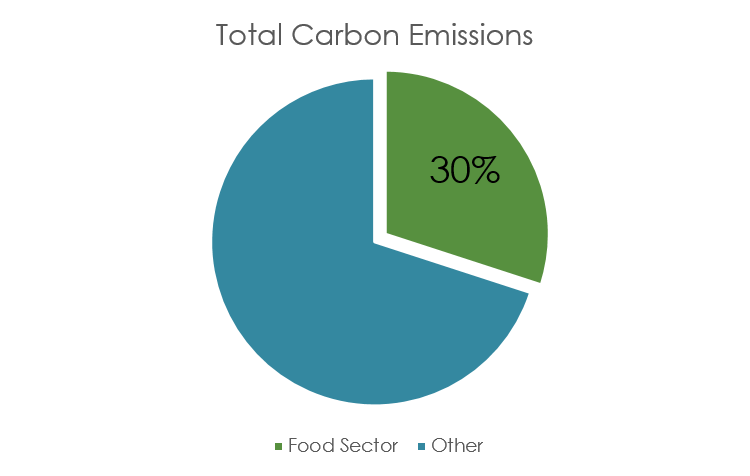 Total Carbon Emissions
30%
Food Sector
Other